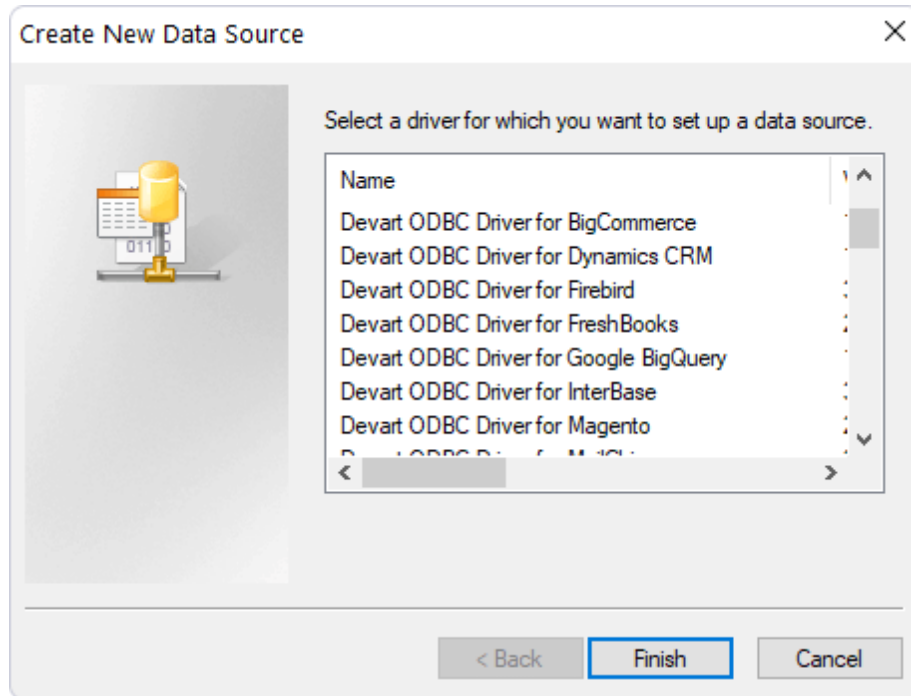 Create New Data Source
Select a driver for which you want to set up a data source.
Name
Devart ODBC Driver for BigCommerce
Devart ODBC Driver for Dynamics CRM
Devart ODBC Driver for Firebird
Devart ODBC Driver for FreshBooks
Devart ODBC Driver for Google BigQuery
Devart ODBC Driver for InterBase
Devart ODBC Driver for Magento
< Back
Finish
Cancel